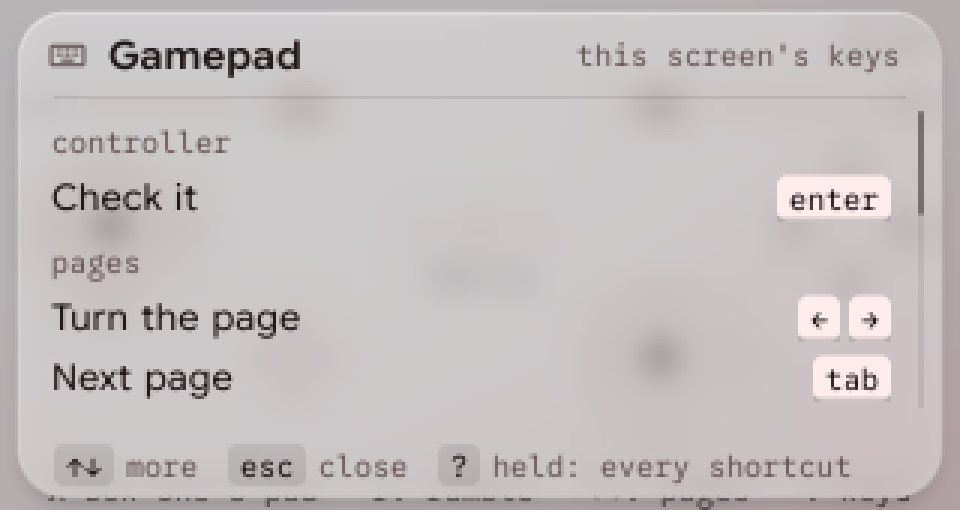 Gamepad this screen's keys
controller
Check it enter
pages
Turn the page ← →
Next page tab
↑↓ more esc close ? held: every shortcut